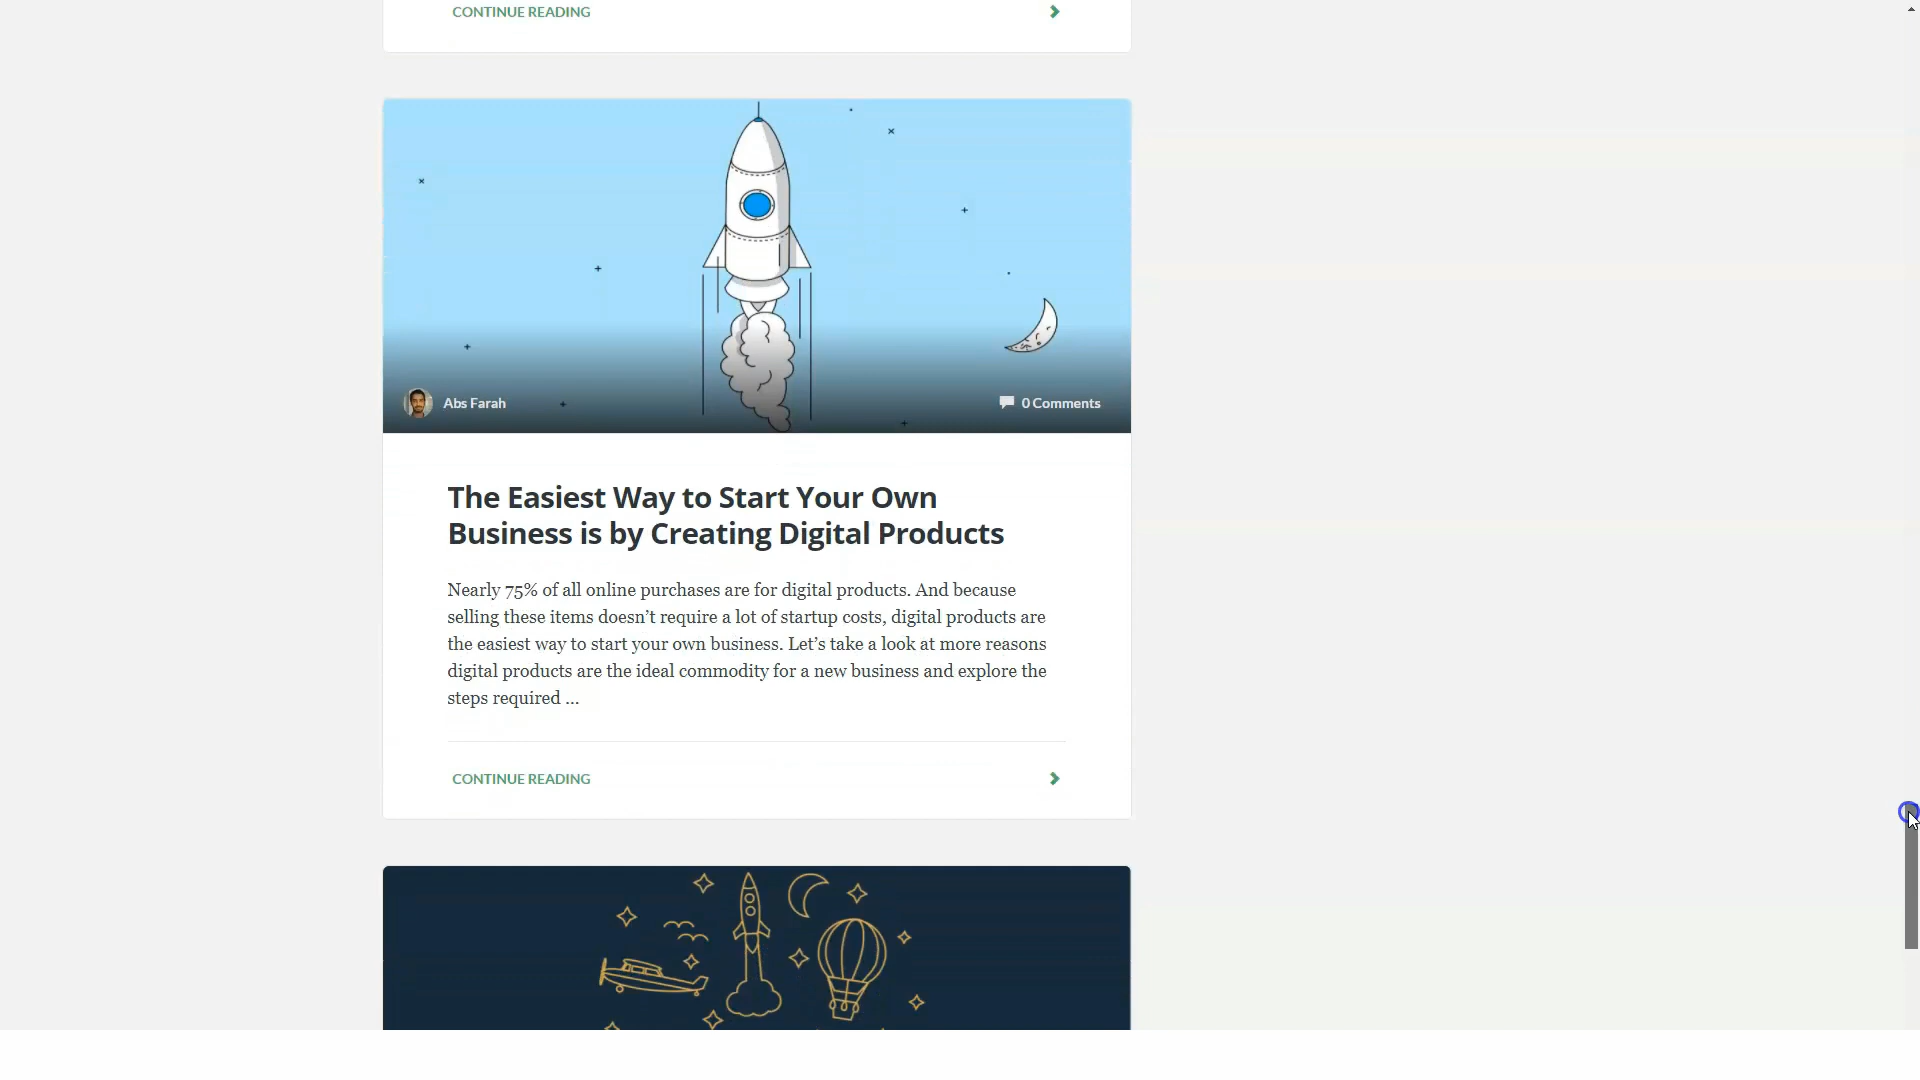 CONTINUE READING
Abs Farah
0 Comments
The Easiest Way to Start Your Own
Business is by Creating Digital Products
Nearly 75% of all online purchases are for digital products. And because
selling these items doesn’t require a lot of startup costs, digital products are
the easiest way to start your own business. Let’s take a look at more reasons
digital products are the ideal commodity for a new business and explore the
steps required ...
CONTINUE READING